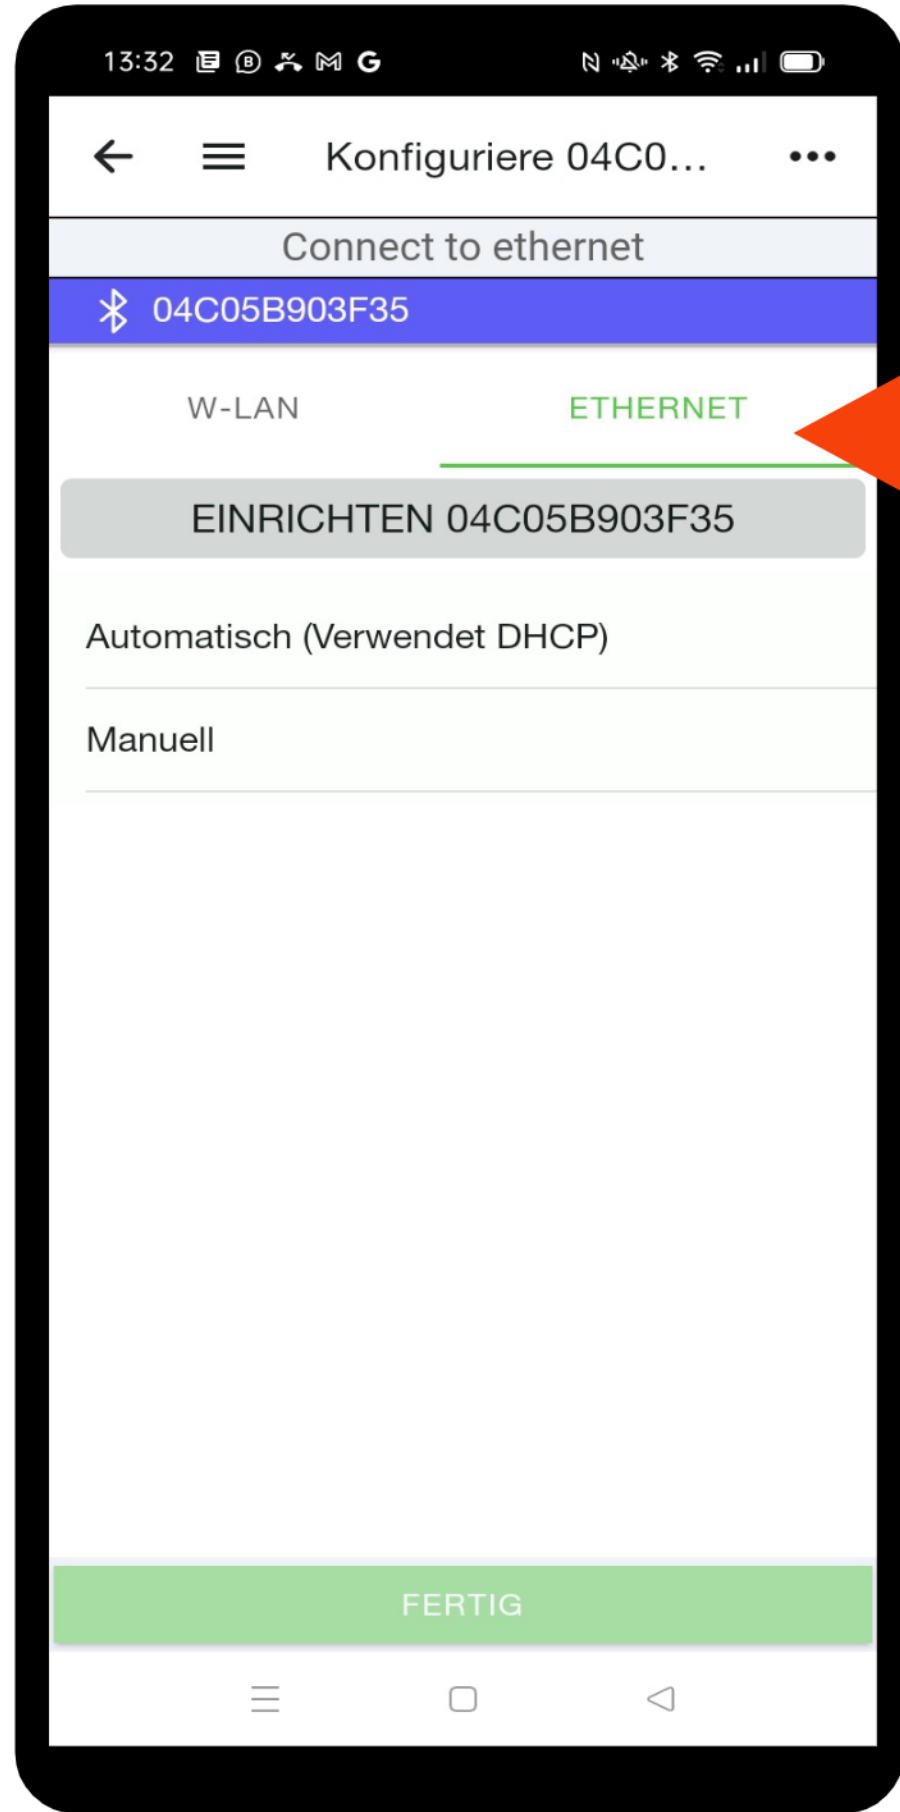 13:32
Konfiguriere 04C0...
Connect to ethernet
04C05B903F35
W-LAN
ETHERNET
EINRICHTEN 04C05B903F35
Automatisch (Verwendet DHCP)
Manuell
FERTIG